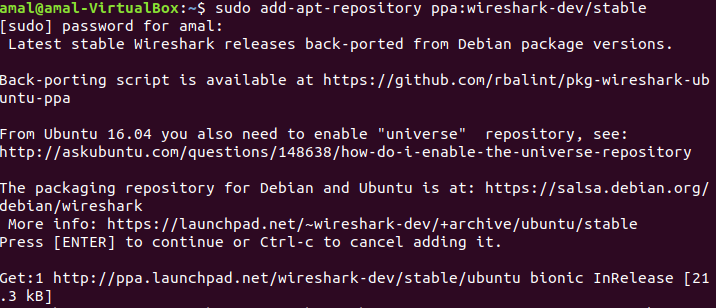 amal@amal-VirtualBox:~$ sudo add-apt-repository ppa:wireshark-dev/stable
[sudo] password for amal:
 Latest stable Wireshark releases back-ported from Debian package versions.

Back-porting script is available at https://github.com/rbalint/pkg-wireshark-ub
untu-ppa

From Ubuntu 16.04 you also need to enable "universe"  repository, see:
http://askubuntu.com/questions/148638/how-do-i-enable-the-universe-repository

The packaging repository for Debian and Ubuntu is at: https://salsa.debian.org/
debian/wireshark
 More info: https://launchpad.net/~wireshark-dev/+archive/ubuntu/stable
Press [ENTER] to continue or Ctrl-c to cancel adding it.

Get:1 http://ppa.launchpad.net/wireshark-dev/stable/ubuntu bionic InRelease [21
.3 kB]